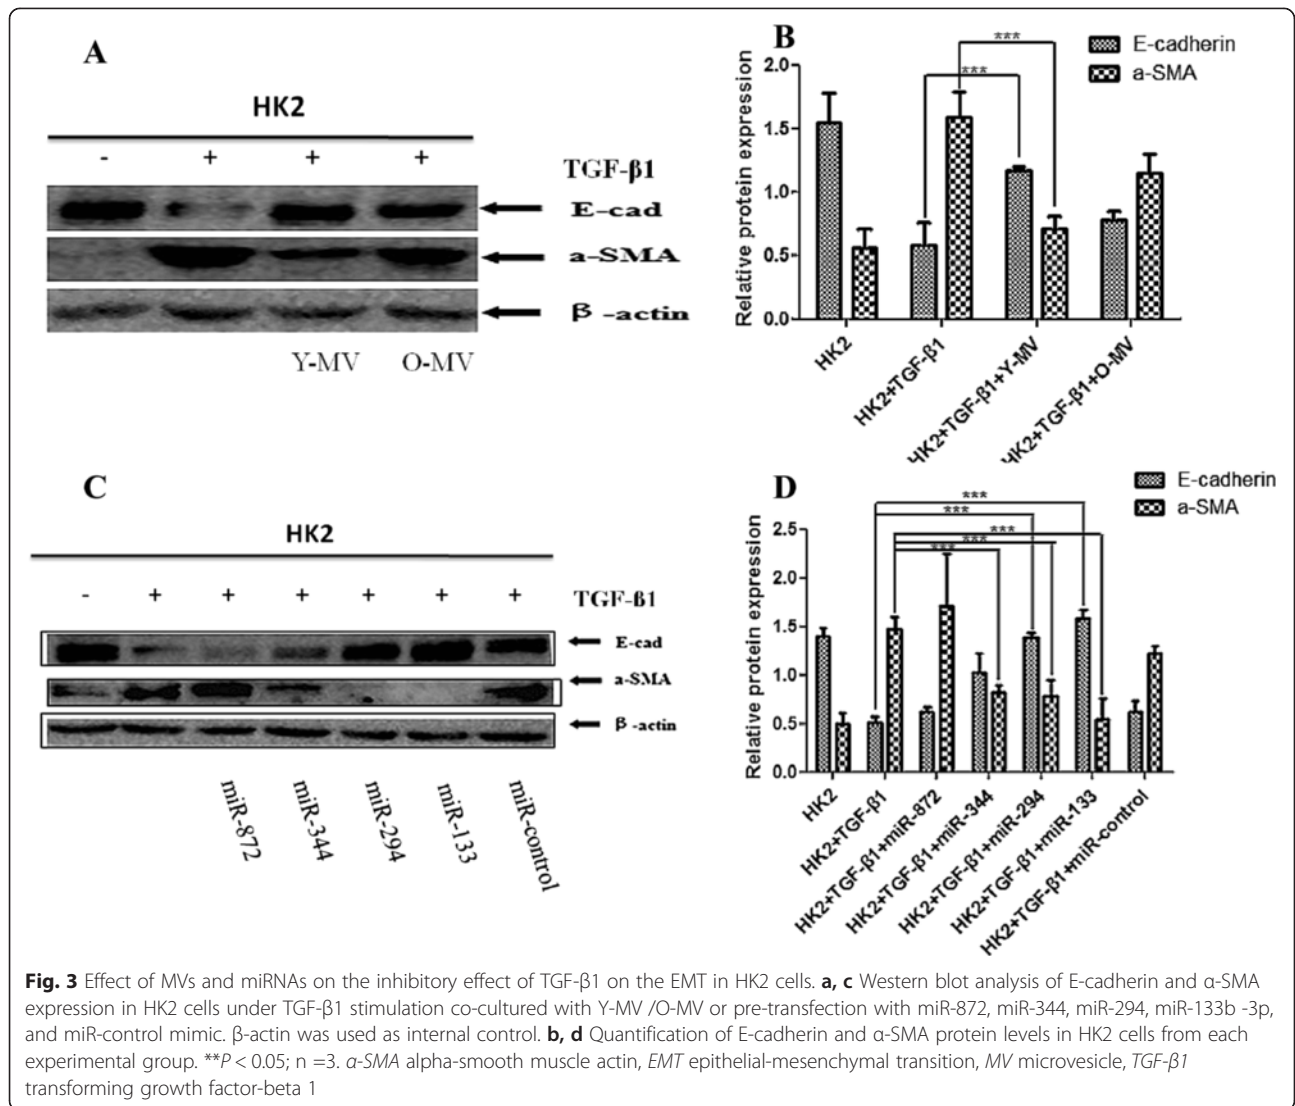 A
HK2
- + + +
TGF-β1
E-cad
a-SMA
β-actin
Y-MV O-MV
B
E-cadherin
a-SMA
Relative protein expression
2.0
1.5
1.0
0.5
0.0
*** ***
HK2
HK2+TGF-β1
HK2+TGF-β1+Y-MV
HK2+TGF-β1+O-MV
C
HK2
- + + + + + +
TGF-ß1
E-cad
a-SMA
β-actin
miR-872
miR-344
miR-294
miR-133
miR-control
D
E-cadherin
a-SMA
Relative protein expression
2.5
2.0
1.5
1.0
0.5
0.0
***
***
***
***
***
HK2
HK2+TGF-β1
HK2+TGF-β1+miR-872
HK2+TGF-β1+miR-344
HK2+TGF-β1+miR-294
HK2+TGF-β1+miR-133
HK2+TGF-β1+miR-control
Fig. 3 Effect of MVs and miRNAs on the inhibitory effect of TGF-β1 on the EMT in HK2 cells. a, c Western blot analysis of E-cadherin and α-SMA
expression in HK2 cells under TGF-β1 stimulation co-cultured with Y-MV /O-MV or pre-transfection with miR-872, miR-344, miR-294, miR-133b -3p,
and miR-control mimic. β-actin was used as internal control. b, d Quantification of E-cadherin and α-SMA protein levels in HK2 cells from each
experimental group. **P < 0.05; n =3. α-SMA alpha-smooth muscle actin, EMT epithelial-mesenchymal transition, MV microvesicle, TGF-β1
transforming growth factor-beta 1